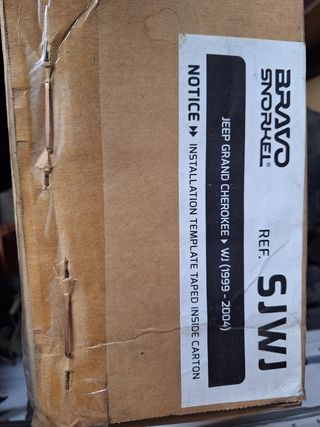 BRAVO
SNORKEL®
REF. SJWJ
JEEP GRAND CHEROKEE ▸ WJ (1999 - 2004)
NOTICE ▸▸ INSTALLATION TEMPLATE TAPED INSIDE CARTON